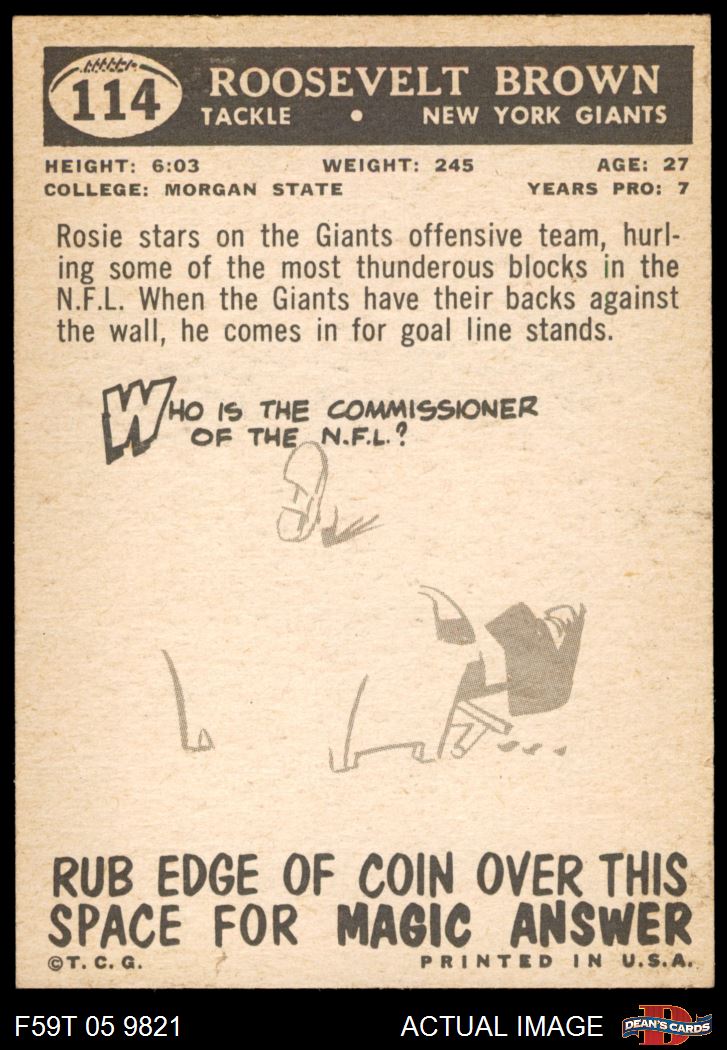 114
ROOSEVELT BROWN
TACKLE • NEW YORK GIANTS
HEIGHT: 6:03 WEIGHT: 245 AGE: 27
COLLEGE: MORGAN STATE YEARS PRO: 7
Rosie stars on the Giants offensive team, hurl-
ing some of the most thunderous blocks in the
N.F.L. When the Giants have their backs against
the wall, he comes in for goal line stands.
WHO IS THE COMMISSIONER
OF THE N.F.L.?
RUB EDGE OF COIN OVER THIS
SPACE FOR MAGIC ANSWER
©T. C. G. PRINTED IN U.S.A.
F59T 05 9821 ACTUAL IMAGE D DEAN'S CARDS